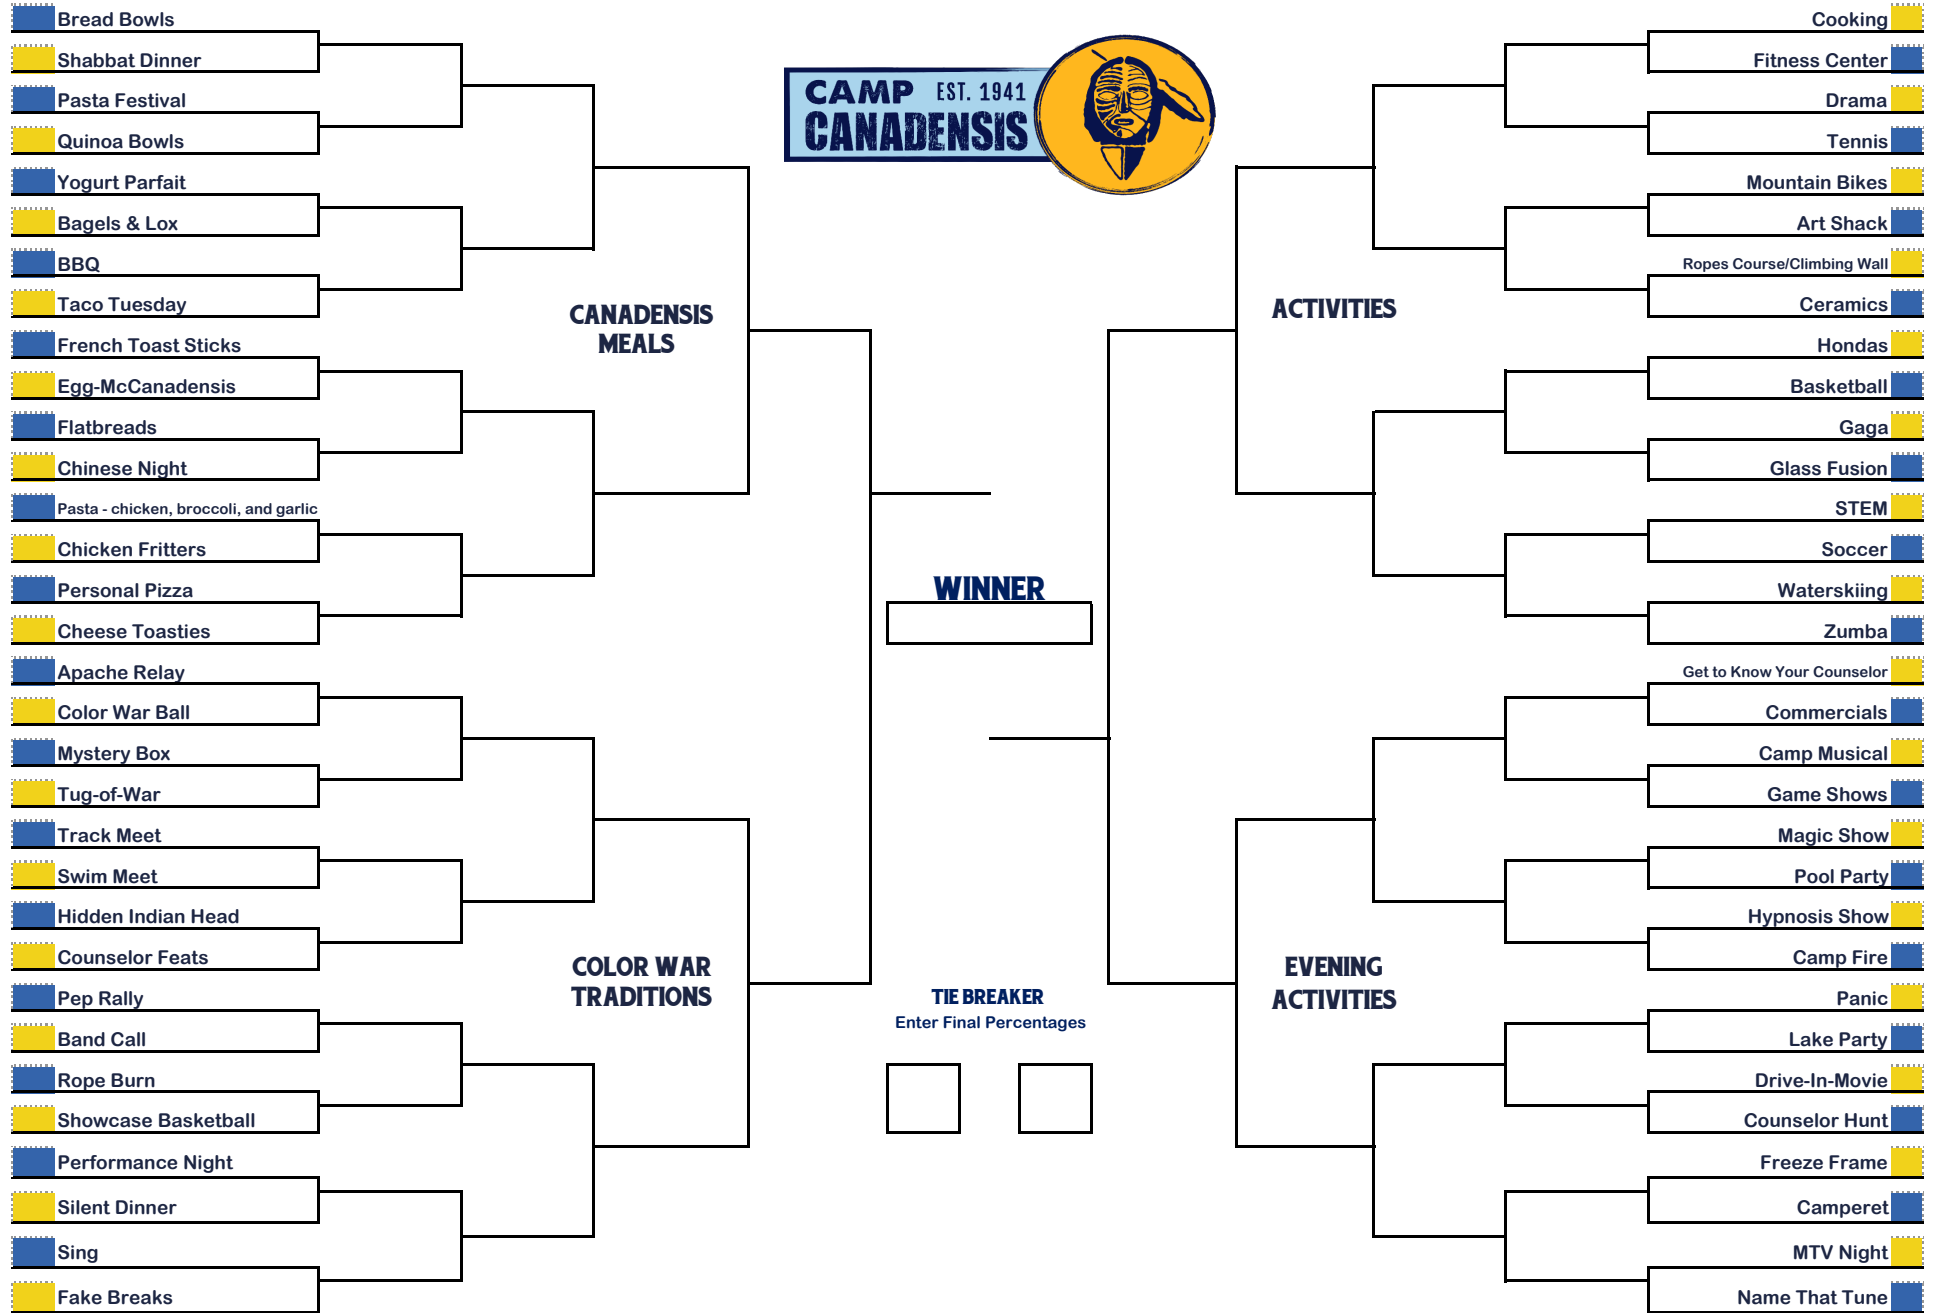 Bread Bowls
Shabbat Dinner
Pasta Festival
Quinoa Bowls
Yogurt Parfait
Bagels & Lox
BBQ
Taco Tuesday
French Toast Sticks
Egg-McCanadensis
Flatbreads
Chinese Night
Pasta - chicken, broccoli, and garlic
Chicken Fritters
Personal Pizza
Cheese Toasties
Apache Relay
Color War Ball
Mystery Box
Tug-of-War
Track Meet
Swim Meet
Hidden Indian Head
Counselor Feats
Pep Rally
Band Call
Rope Burn
Showcase Basketball
Performance Night
Silent Dinner
Sing
Fake Breaks
CANADENSIS
MEALS
COLOR WAR
TRADITIONS
CAMP EST. 1941
CANADENSIS
WINNER
TIE BREAKER
Enter Final Percentages
ACTIVITIES
EVENING
ACTIVITIES
Cooking
Fitness Center
Drama
Tennis
Mountain Bikes
Art Shack
Ropes Course/Climbing Wall
Ceramics
Hondas
Basketball
Gaga
Glass Fusion
STEM
Soccer
Waterskiing
Zumba
Get to Know Your Counselor
Commercials
Camp Musical
Game Shows
Magic Show
Pool Party
Hypnosis Show
Camp Fire
Panic
Lake Party
Drive-In-Movie
Counselor Hunt
Freeze Frame
Camperet
MTV Night
Name That Tune